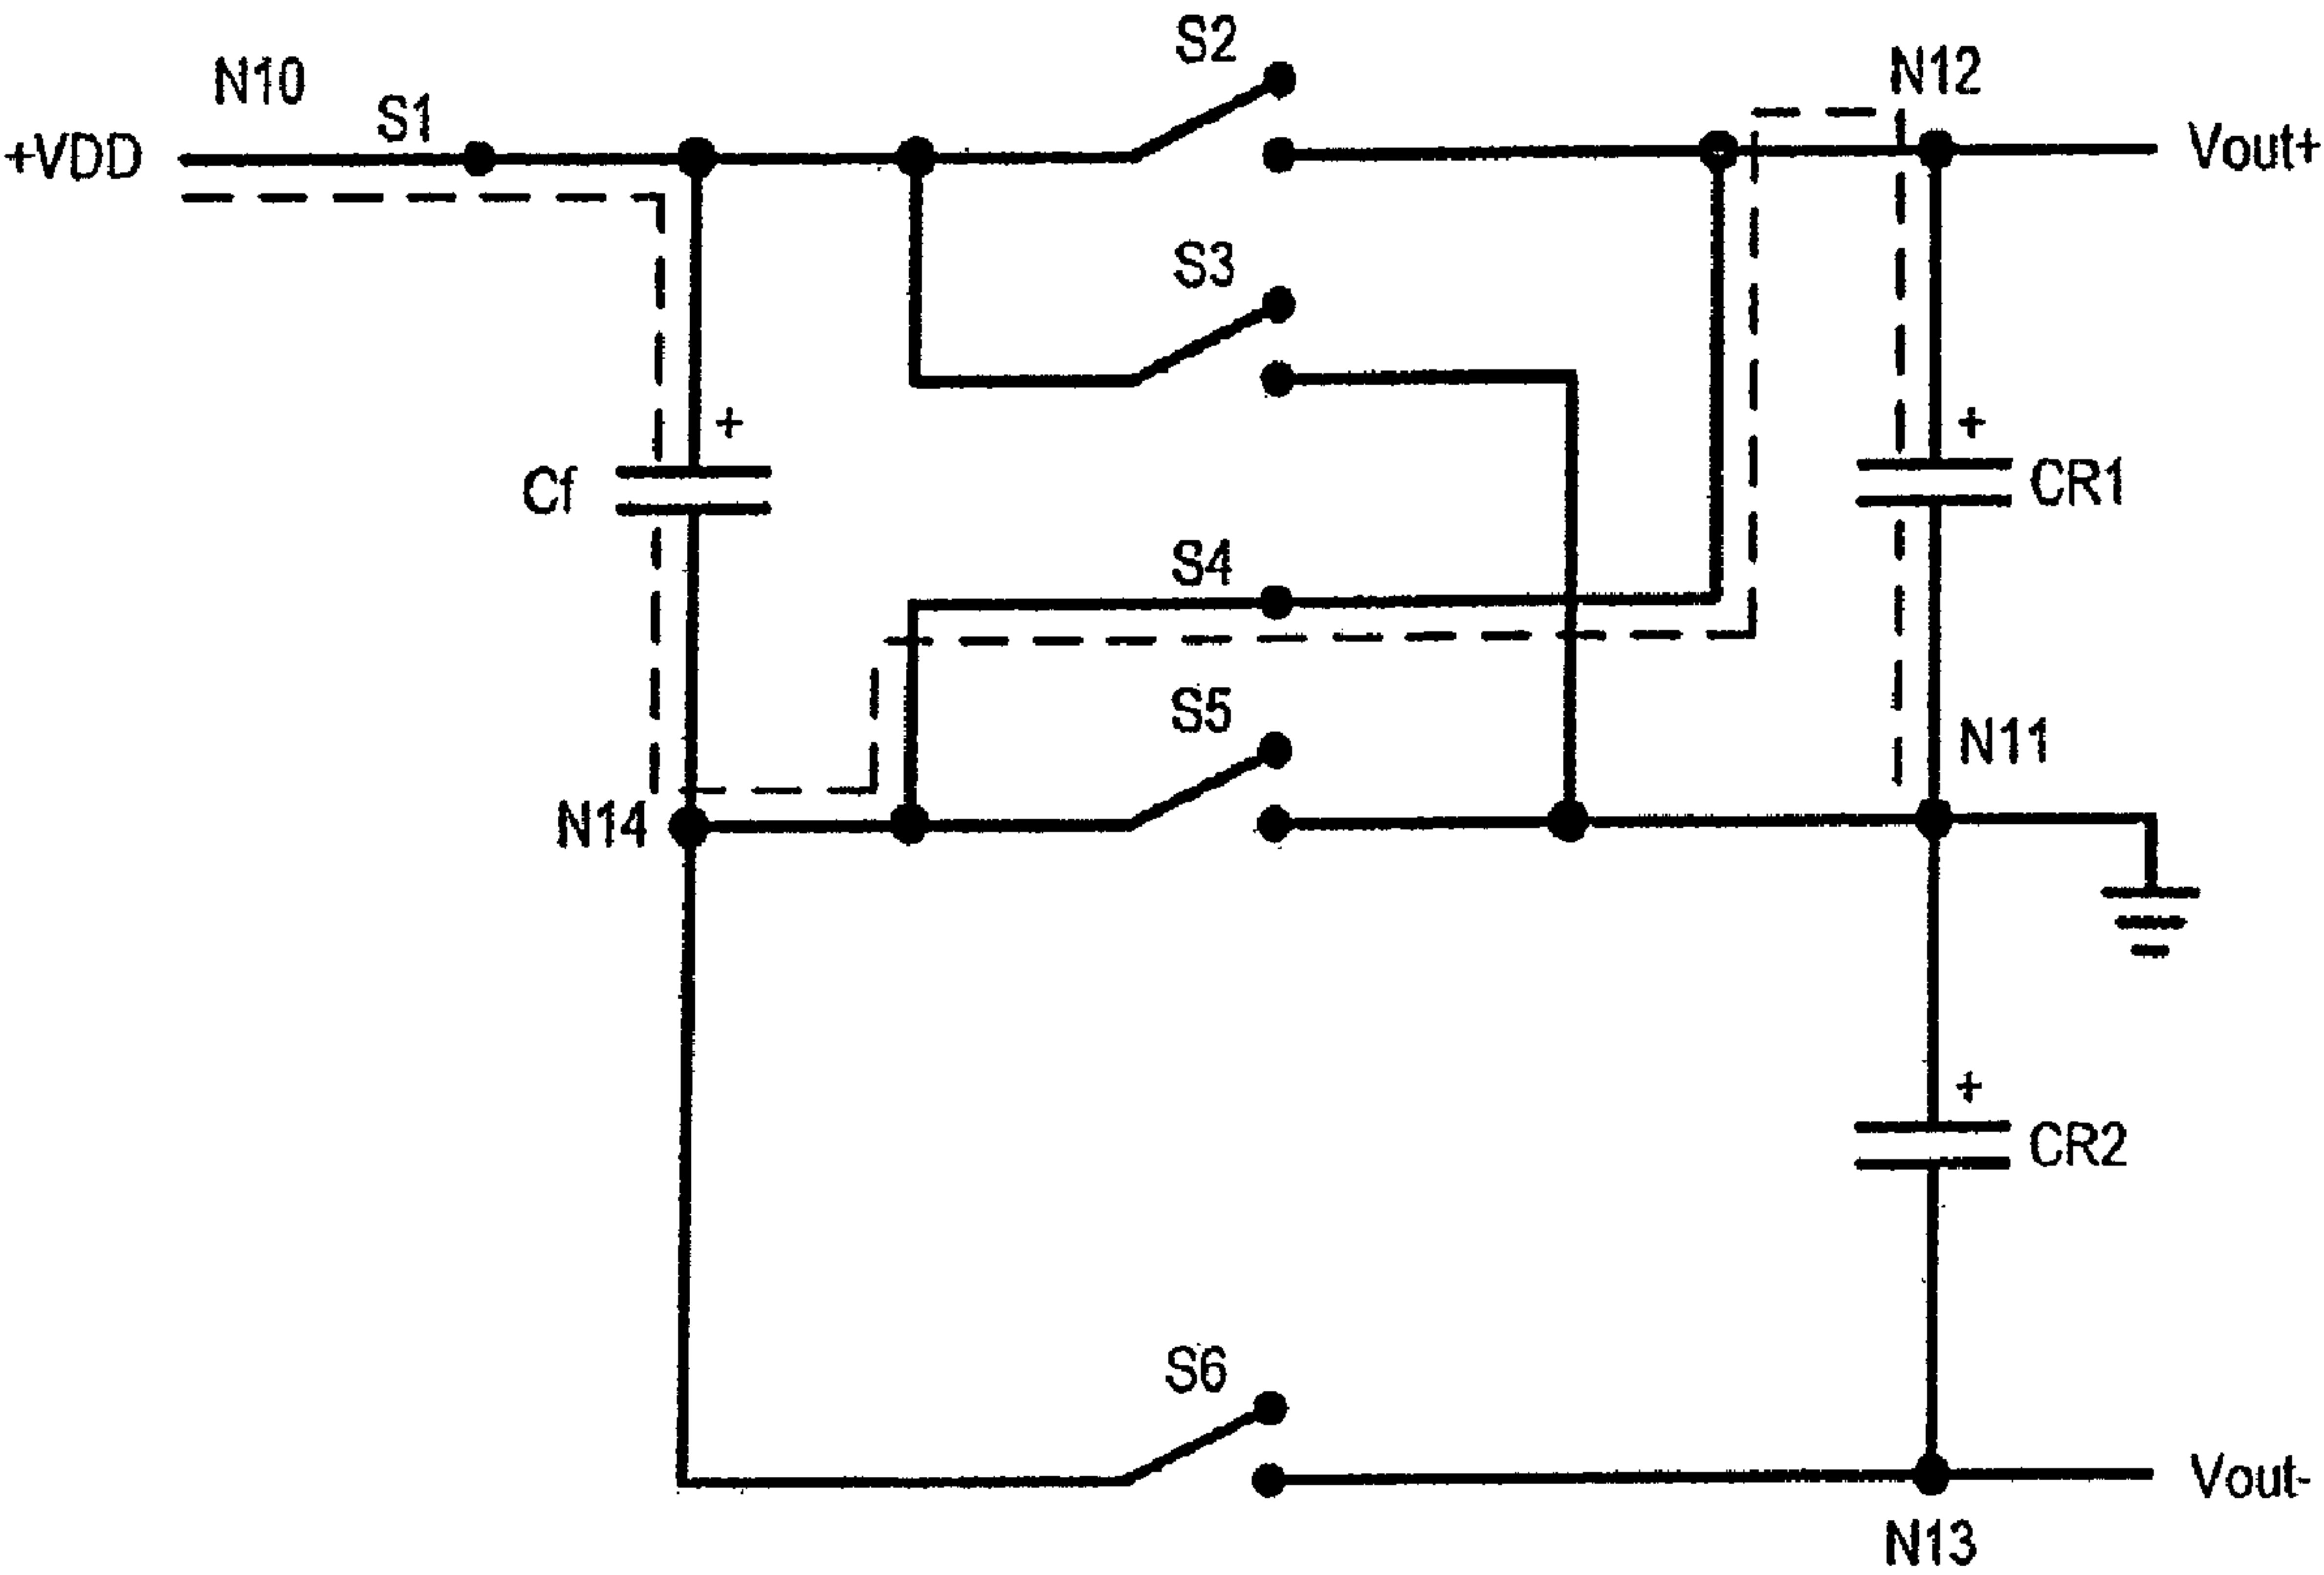 S2
N10
N12
S1
+VDD
Vout+
S3
+
+
Cf
CR1
S4
S5
N11
N14
+
CR2
S6
Vout-
N13